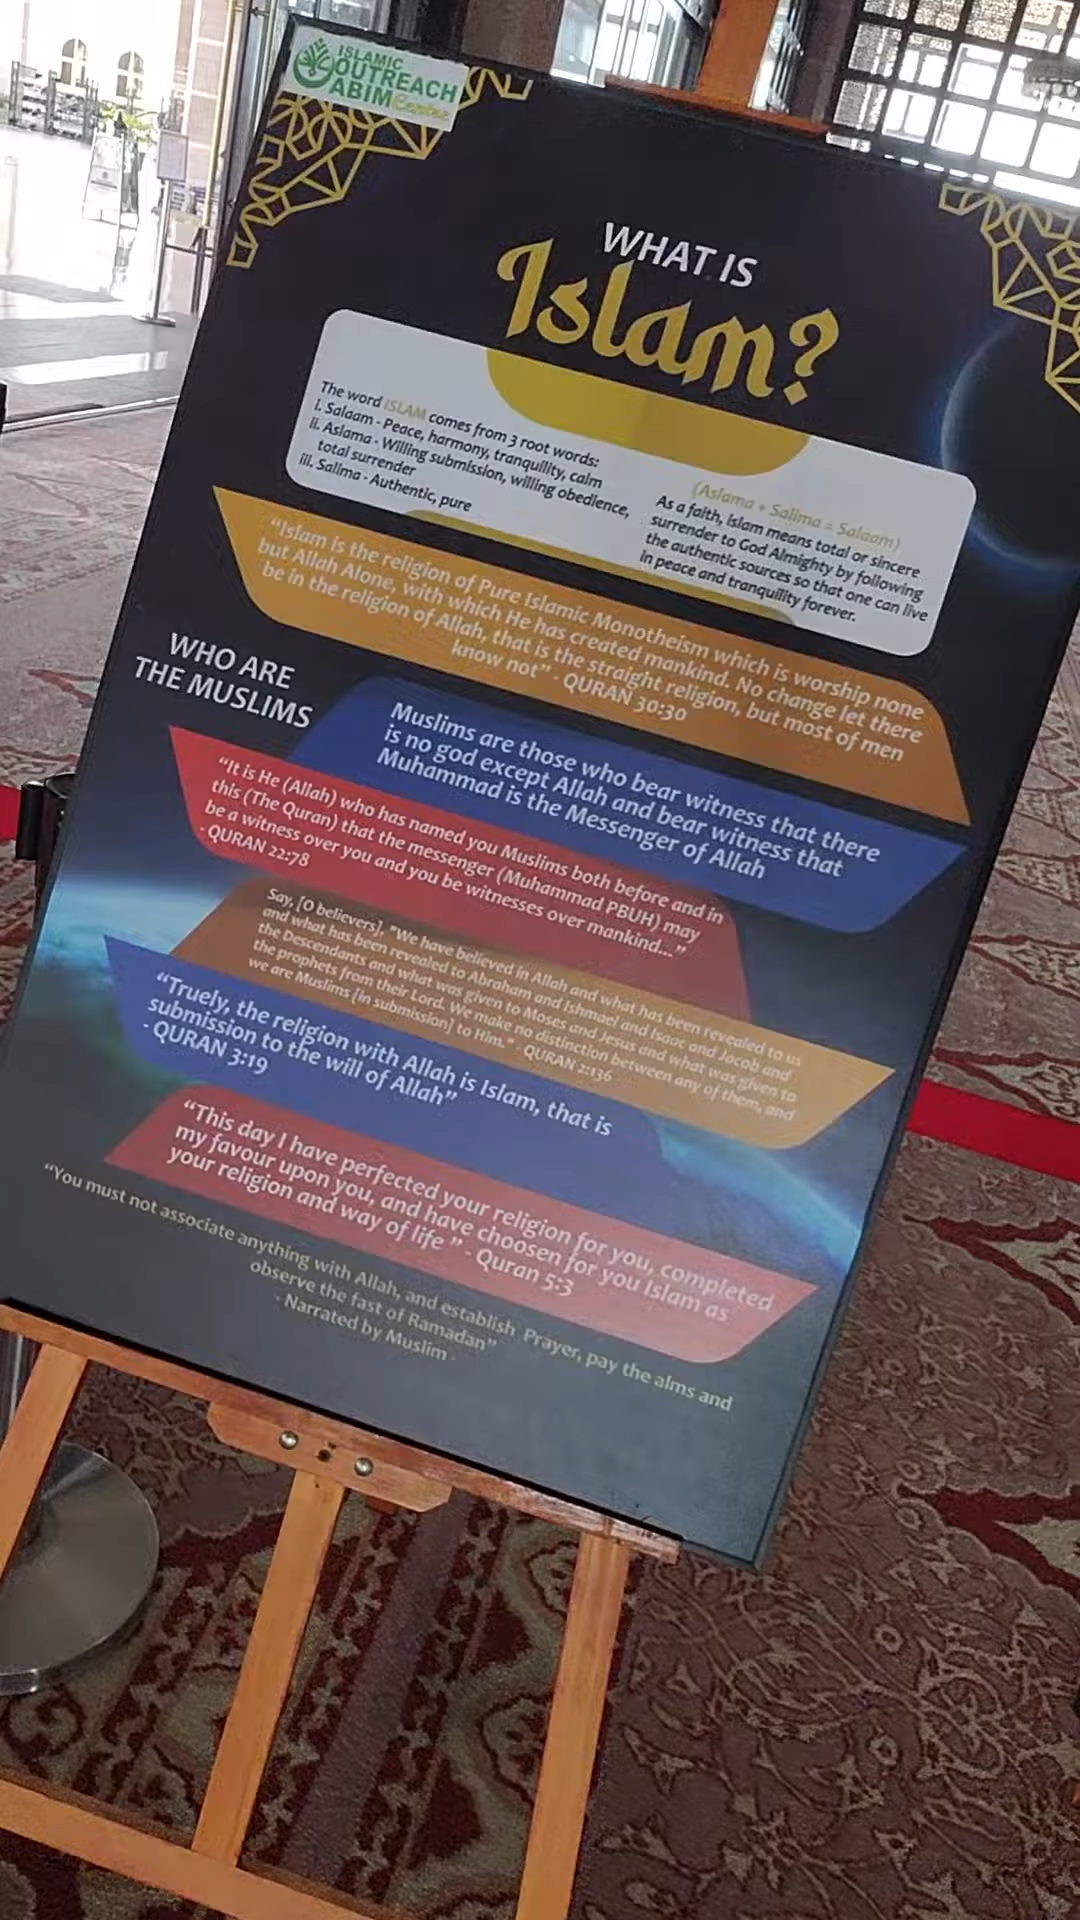 ISLAMIC
OUTREACH
ABIM Centre
WHAT IS
Islam?
The word ISLAM comes from 3 root words:
i. Salaam - Peace, harmony, tranquility, calm
ii. Aslama - Willing submission, willing obedience,
total surrender
iii. Salima - Authentic, pure
(Aslama + Salima = Salaam)
As a faith, islam means total or sincere
surrender to God Almighty by following
the authentic sources so that one can live
in peace and tranquility forever.
"Islam is the religion of Pure Islamic Monotheism which is worship none
but Allah Alone, with which He has created mankind. No change let there
be in the religion of Allah, that is the straight religion, but most of men
know not" - QURAN 30:30
WHO ARE
THE MUSLIMS
Muslims are those who bear witness that there
is no god except Allah and bear witness that
Muhammad is the Messenger of Allah
"It is He (Allah) who has named you Muslims both before and in
this (The Quran) that the messenger (Muhammad PBUH) may
be a witness over you and you be witnesses over mankind..."
- QURAN 22:78
Say, [O believers], "We have believed in Allah and what has been revealed to us
and what has been revealed to Abraham and Ishmael and Isaac and Jacob and
the Descendants and what was given to Moses and Jesus and what was given to
the prophets from their Lord. We make no distinction between any of them, and
we are Muslims [in submission] to Him." - QURAN 2:136
"Truely, the religion with Allah is Islam, that is
submission to the will of Allah"
- QURAN 3:19
"This day I have perfected your religion for you, completed
my favour upon you, and have choosen for you Islam as
your religion and way of life " - Quran 5:3
"You must not associate anything with Allah, and establish Prayer, pay the alms and
observe the fast of Ramadan"
- Narrated by Muslim -